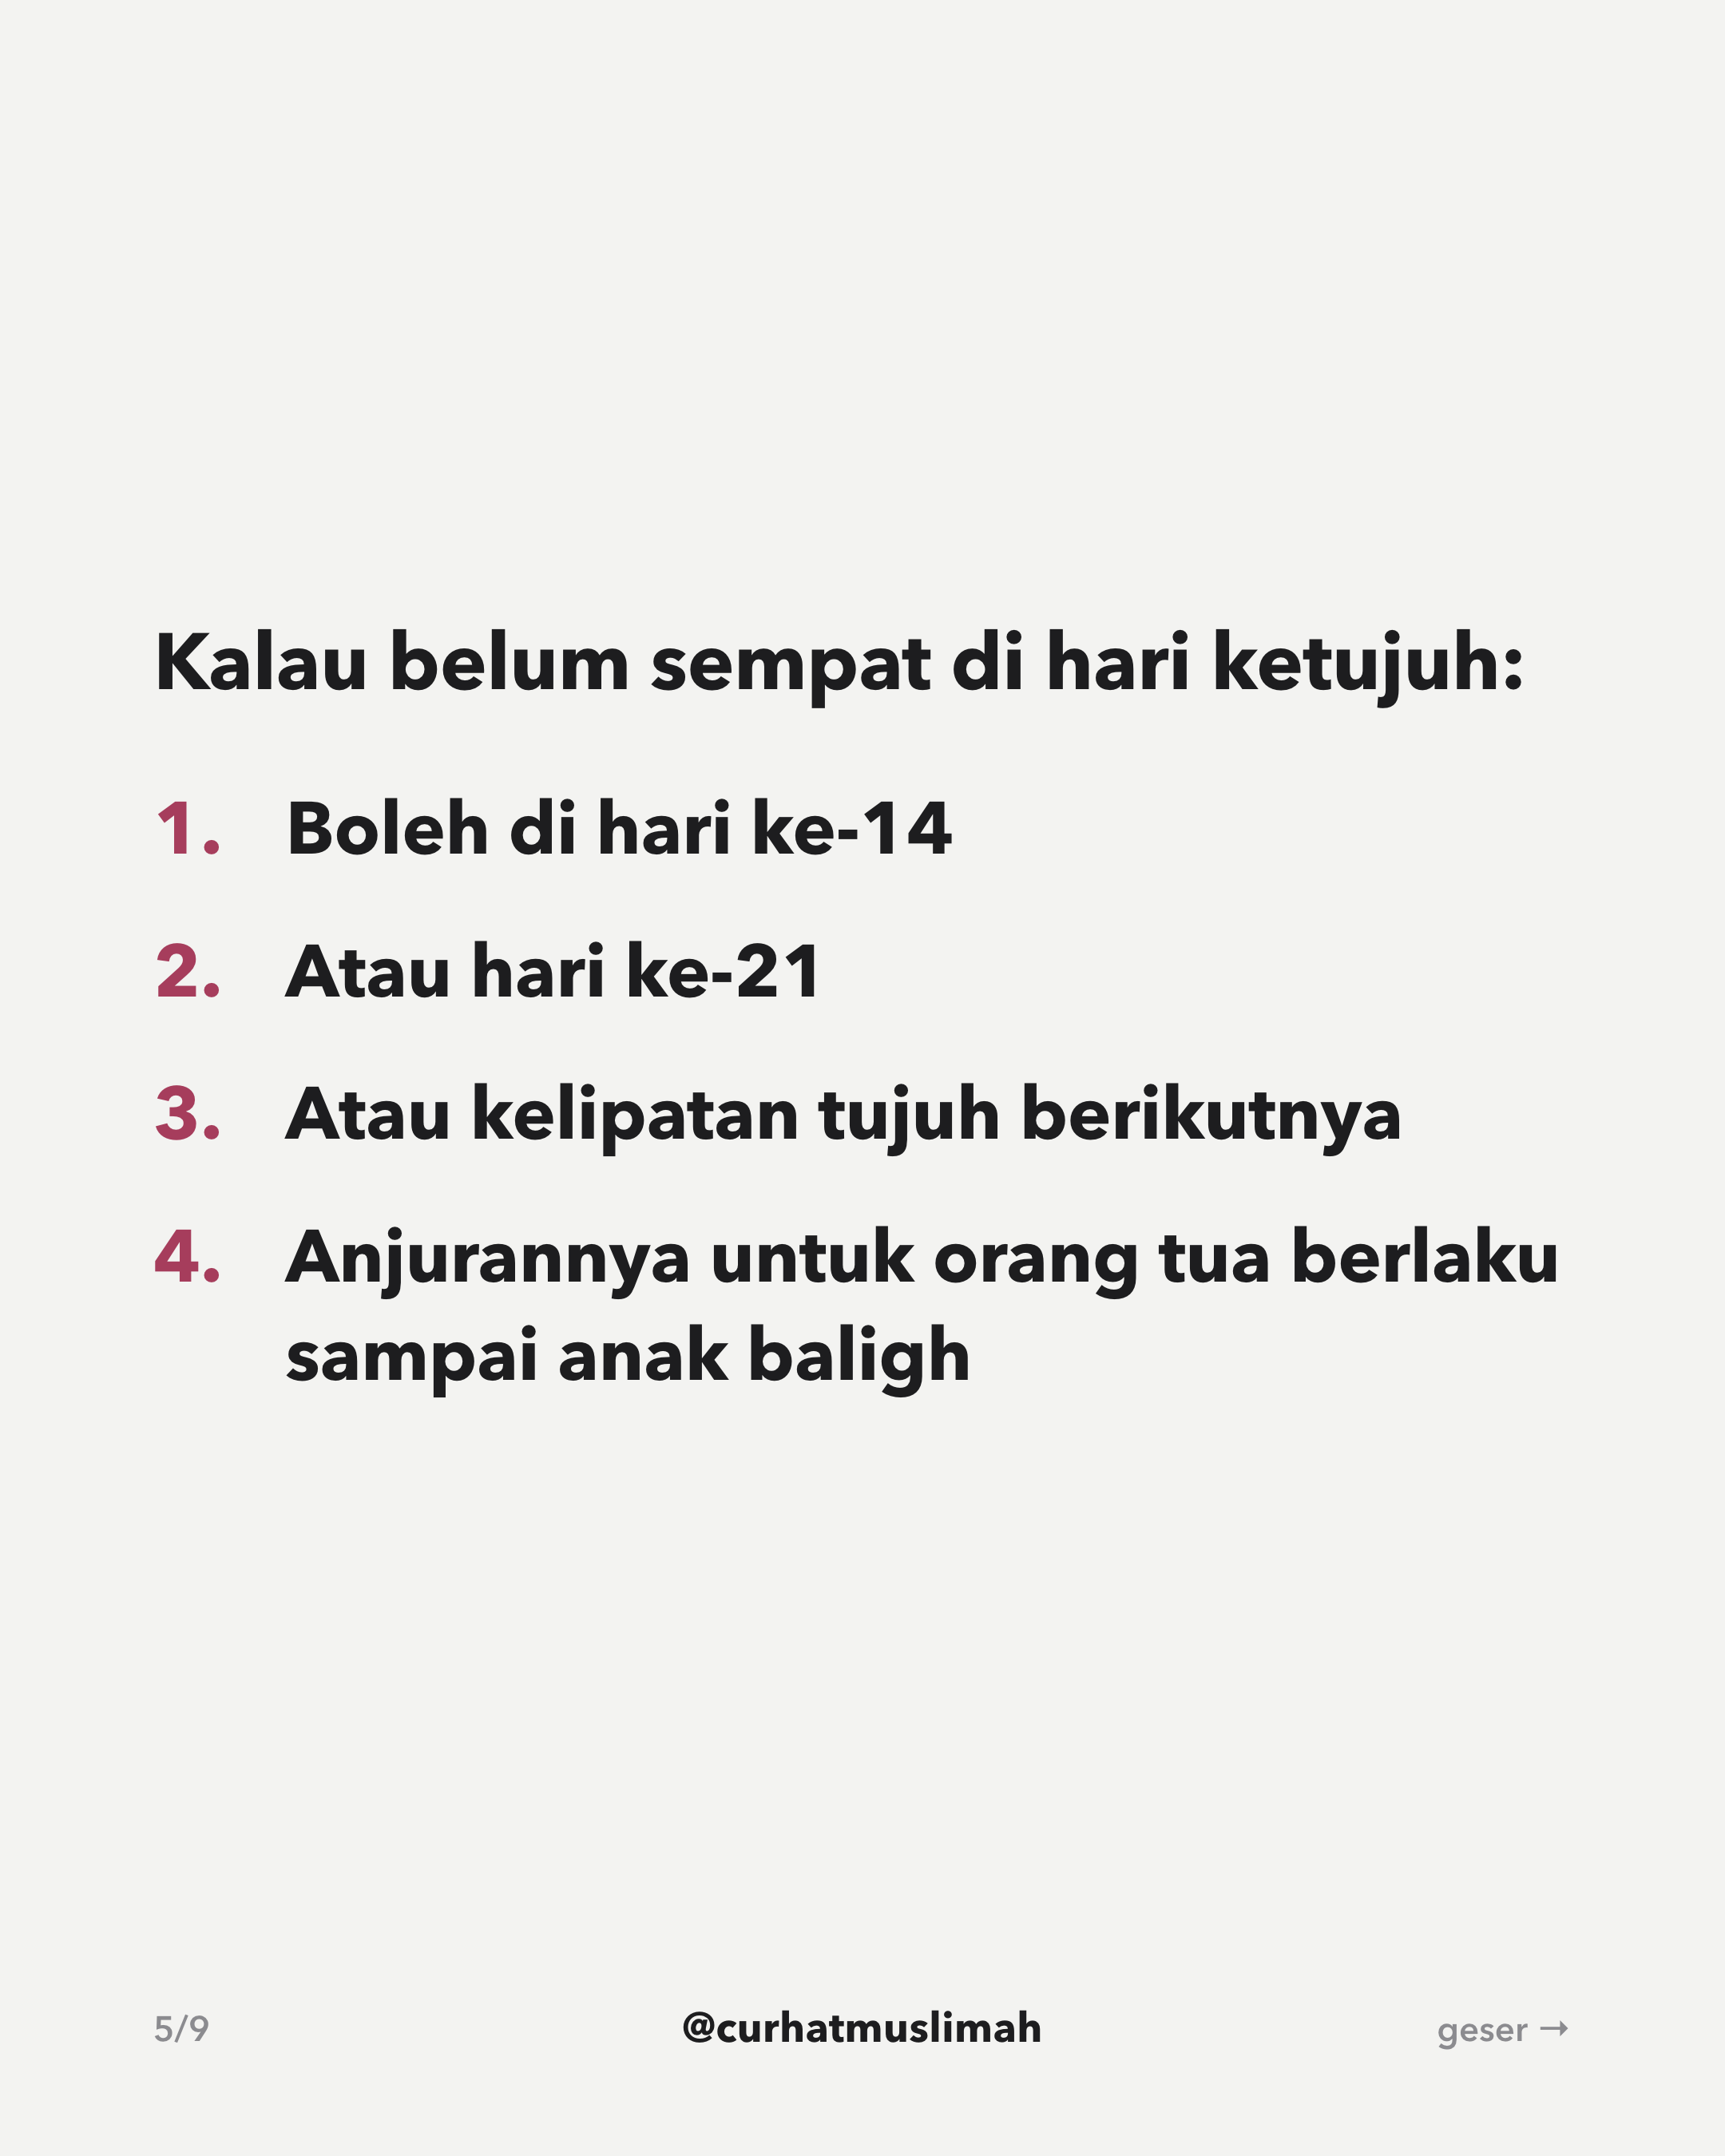 Kalau belum sempat di hari ketujuh:
1. Boleh di hari ke-14
2. Atau hari ke-21
3. Atau kelipatan tujuh berikutnya
4. Anjurannya untuk orang tua berlaku
sampai anak baligh
5/9
@curhatmuslimah
geser →